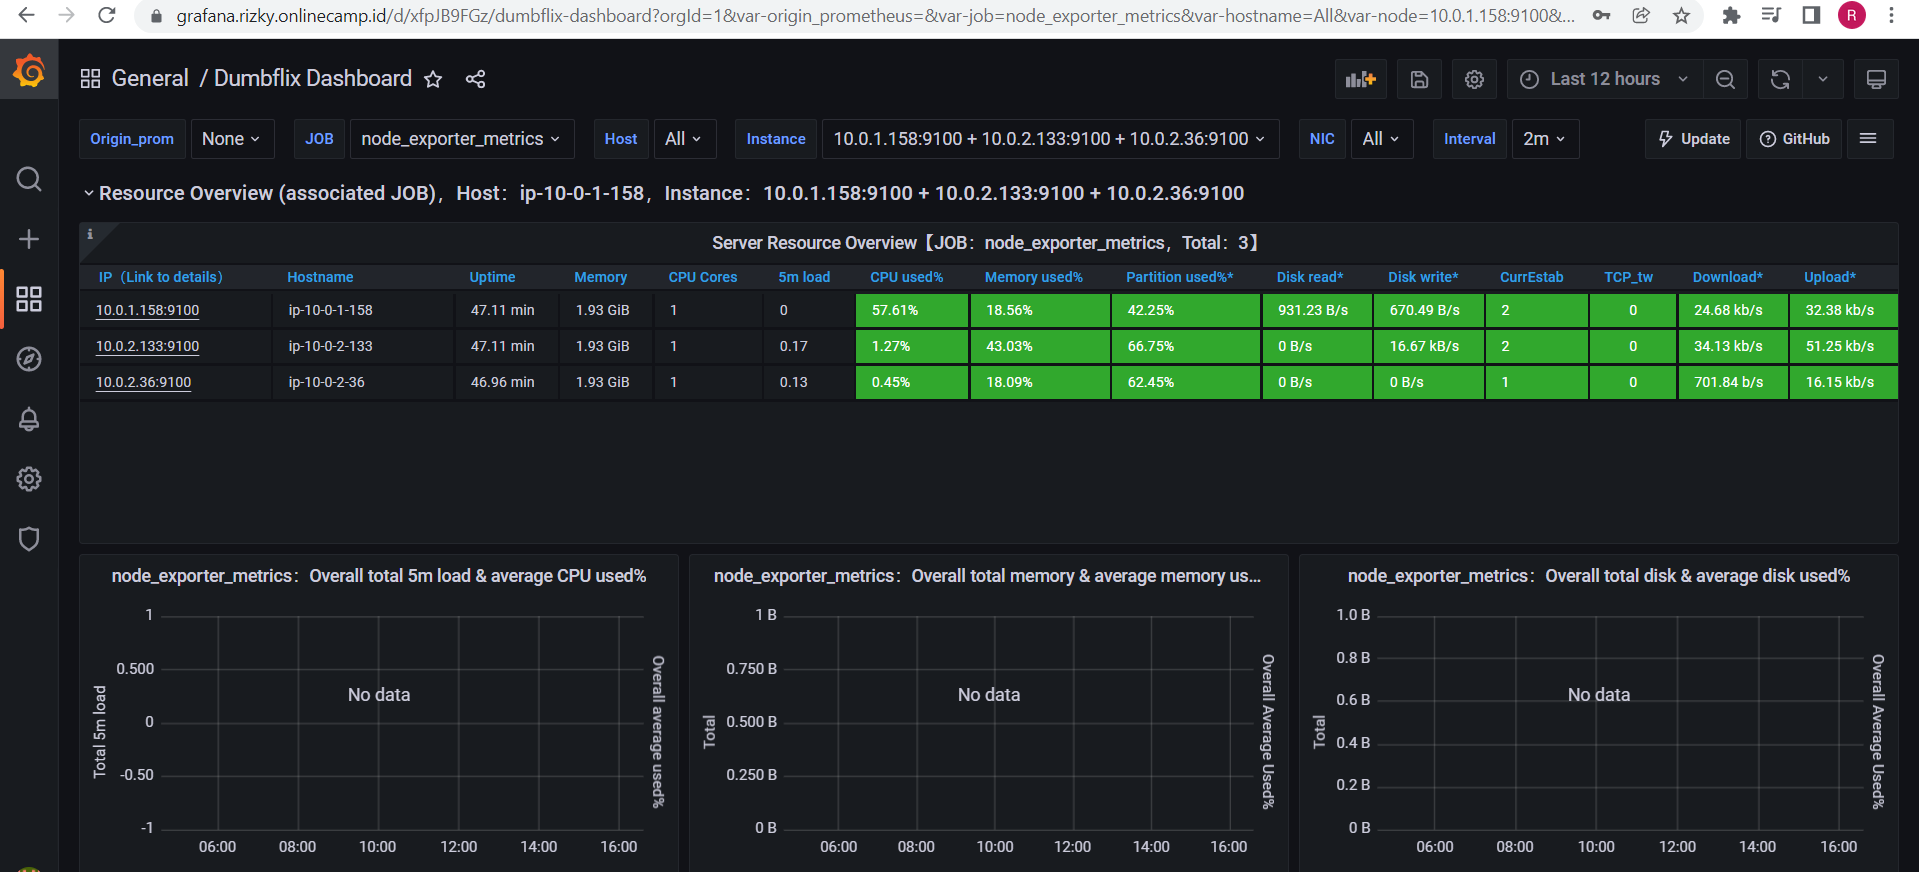 grafana.rizky.onlinecamp.id/d/xfpJB9FGz/dumbflix-dashboard?orgId=1&var-origin_prometheus=&var-job=node_exporter_metrics&var-hostname=All&var-node=10.0.1.158:9100&...
R
General / Dumbflix Dashboard
Last 12 hours
Origin_prom None JOB node_exporter_metrics Host All Instance 10.0.1.158:9100 + 10.0.2.133:9100 + 10.0.2.36:9100 NIC All Interval 2m Update GitHub
Resource Overview (associated JOB)，Host：ip-10-0-1-158，Instance：10.0.1.158:9100 + 10.0.2.133:9100 + 10.0.2.36:9100
i
Server Resource Overview【JOB：node_exporter_metrics，Total：3】
IP（Link to details） Hostname Uptime Memory CPU Cores 5m load CPU used% Memory used% Partition used%* Disk read* Disk write* CurrEstab TCP_tw Download* Upload*
10.0.1.158:9100 ip-10-0-1-158 47.11 min 1.93 GiB 1 0 57.61% 18.56% 42.25% 931.23 B/s 670.49 B/s 2 0 24.68 kb/s 32.38 kb/s
10.0.2.133:9100 ip-10-0-2-133 47.11 min 1.93 GiB 1 0.17 1.27% 43.03% 66.75% 0 B/s 16.67 kB/s 2 0 34.13 kb/s 51.25 kb/s
10.0.2.36:9100 ip-10-0-2-36 46.96 min 1.93 GiB 1 0.13 0.45% 18.09% 62.45% 0 B/s 0 B/s 1 0 701.84 b/s 16.15 kb/s
node_exporter_metrics：Overall total 5m load & average CPU used%
1
0.500
0
-0.50
-1
Total 5m load
No data
Overall average used%
06:00 08:00 10:00 12:00 14:00 16:00
node_exporter_metrics：Overall total memory & average memory us...
1 B
0.750 B
0.500 B
0.250 B
0 B
Total
No data
Overall Average Used%
06:00 08:00 10:00 12:00 14:00 16:00
node_exporter_metrics：Overall total disk & average disk used%
1.0 B
0.8 B
0.6 B
0.4 B
0.2 B
0 B
Total
No data
Overall Average Used%
06:00 08:00 10:00 12:00 14:00 16:00